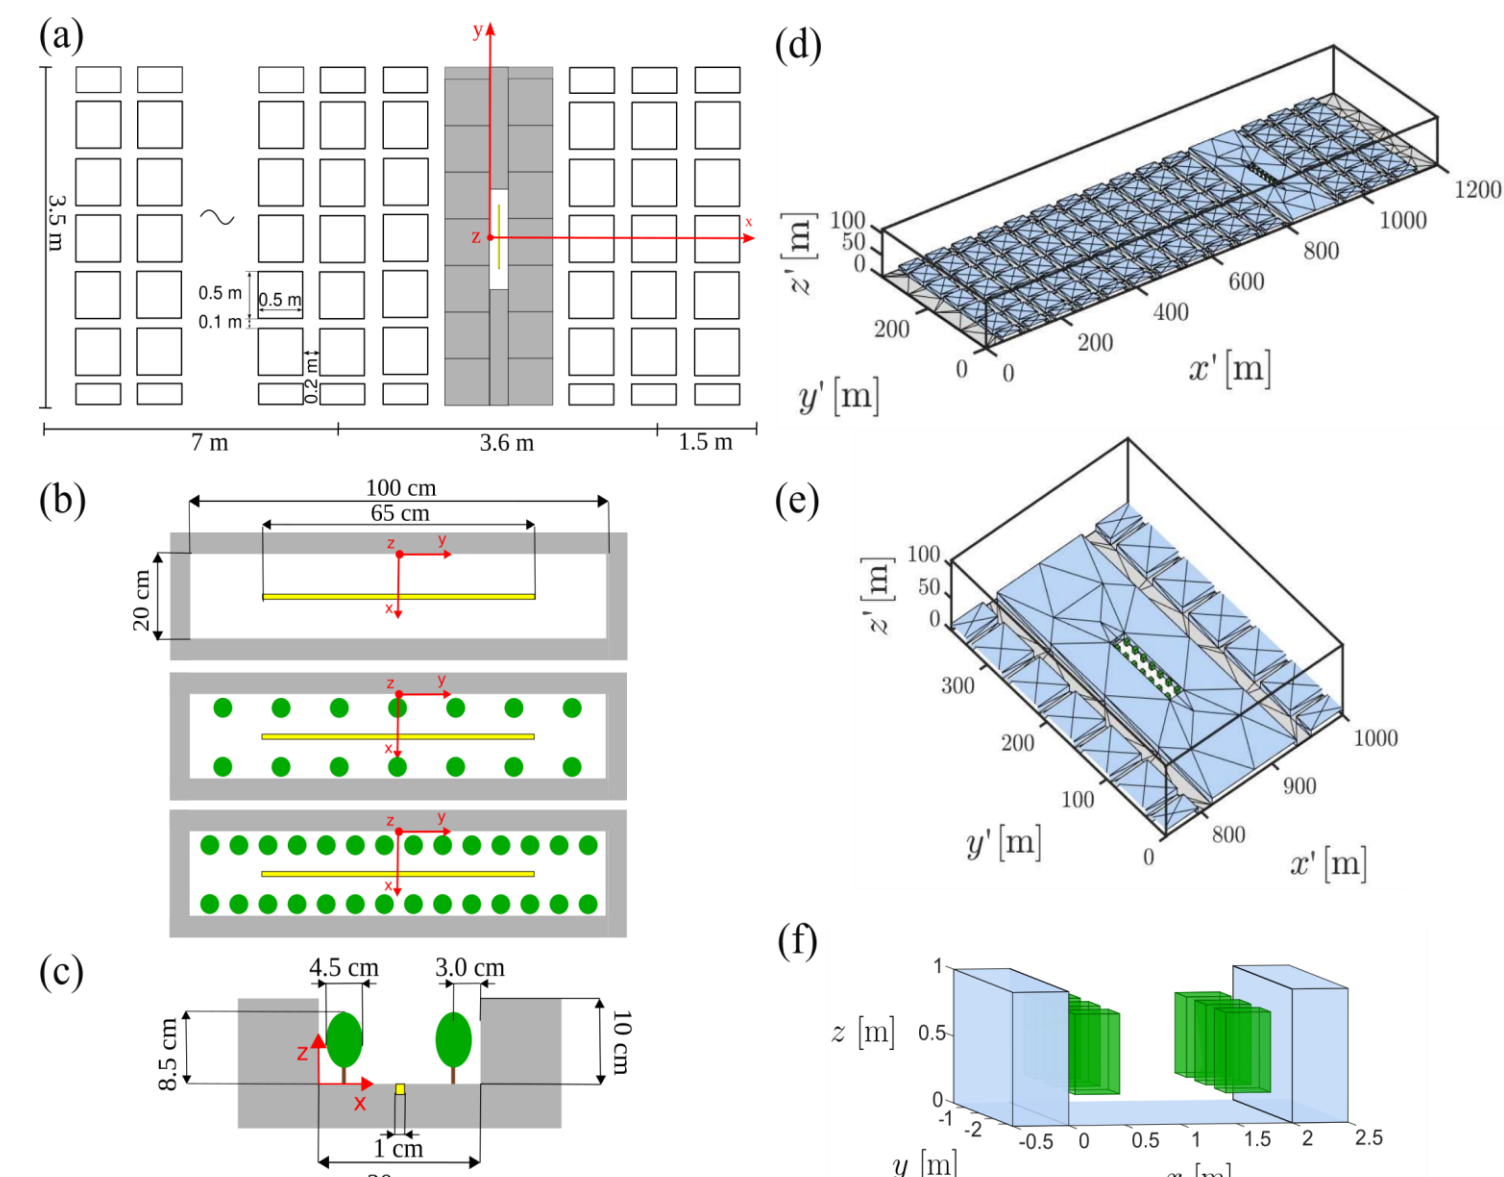 (a)
y
x
z
3.5 m
0.5 m
0.5 m
0.1 m
0.2 m
7 m
3.6 m
1.5 m
(b)
100 cm
65 cm
20 cm
z
y
x
z
y
x
z
y
x
(c)
4.5 cm
3.0 cm
8.5 cm
10 cm
z
x
1 cm
(d)
z' [m]
100
50
0
200
0
y' [m]
0
200
400
600
800
1000
1200
x' [m]
(e)
z' [m]
100
50
0
300
200
100
0
y' [m]
800
900
1000
x' [m]
(f)
z [m]
1
0.5
0
-1
-2
y [m]
-0.5
0
0.5
1
1.5
2
2.5